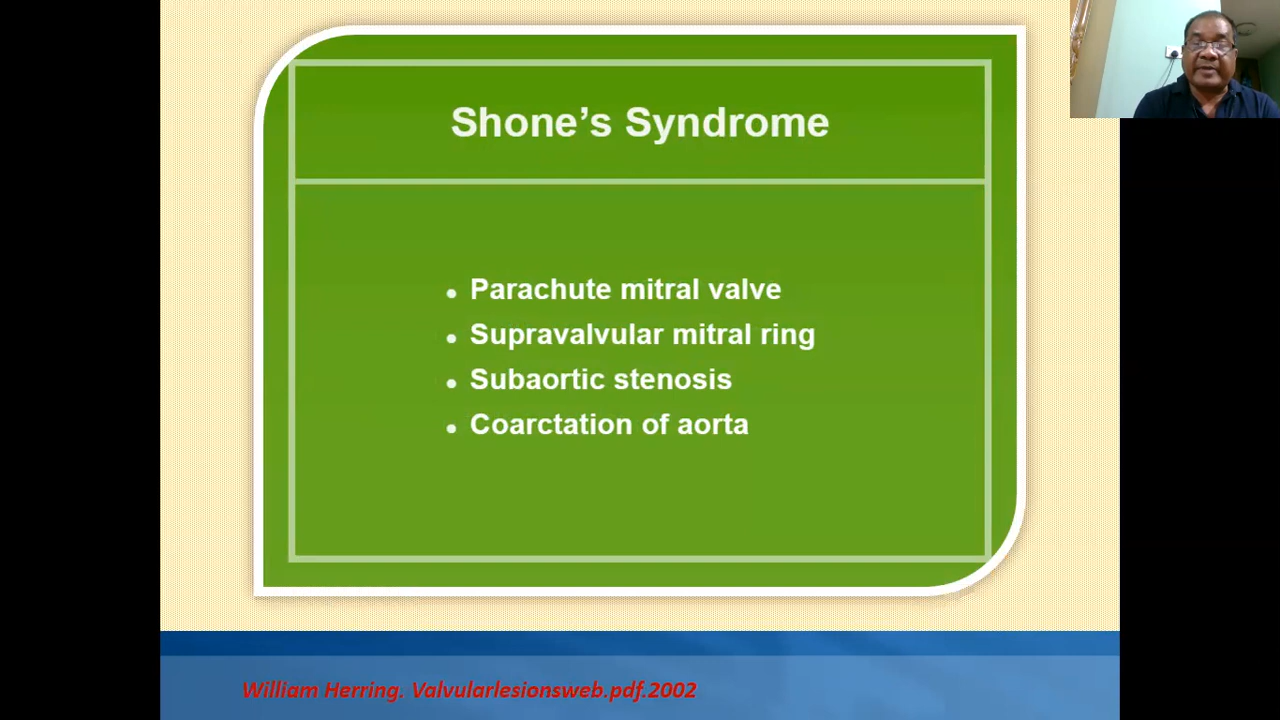 Shone’s Syndrome
• Parachute mitral valve
• Supravalvular mitral ring
• Subaortic stenosis
• Coarctation of aorta
William Herring. Valvularlesionsweb.pdf.2002